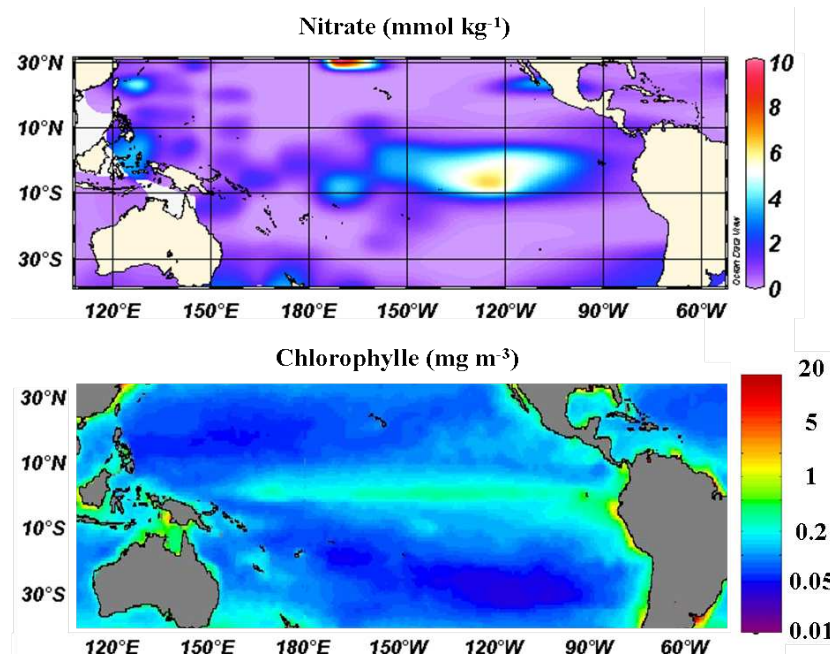 Nitrate (mmol kg-1)
30°N
10°N
10°S
30°S
120°E 150°E 180°E 150°W 120°W 90°W 60°W
10
8
6
4
2
0
Ocean Data View
Chlorophylle (mg m-3)
30°N
10°N
10°S
30°S
120°E 150°E 180°E 150°W 120°W 90°W 60°W
20
5
1
0.2
0.05
0.01